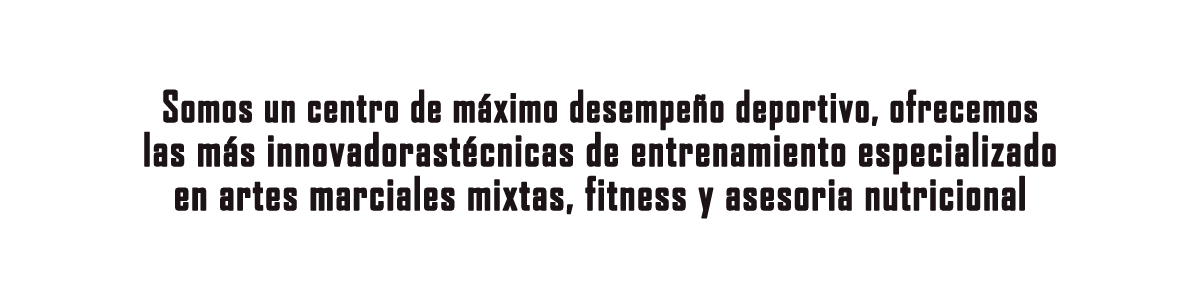 Somos un centro de máximo desempeño deportivo, ofrecemos
las más innovadorastécnicas de entrenamiento especializado
en artes marciales mixtas, fitness y asesoria nutricional